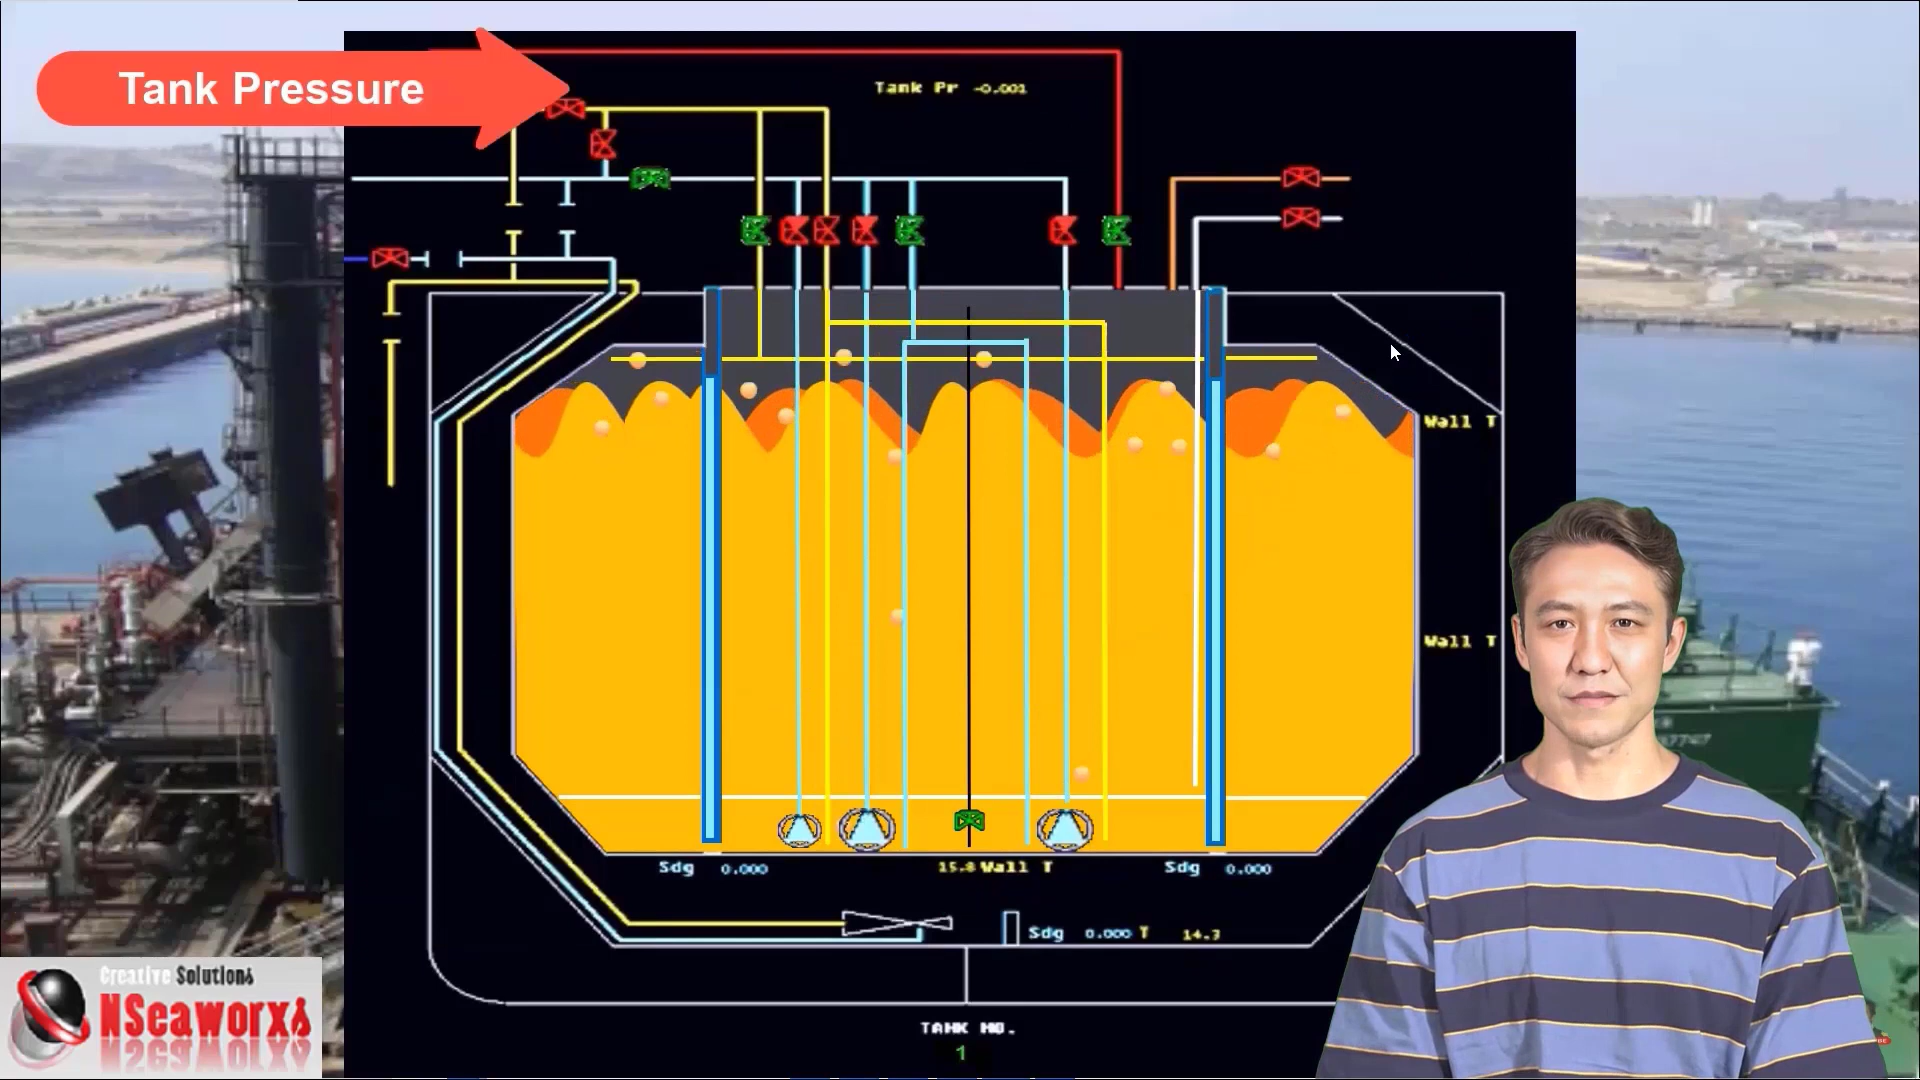 Tank Pressure
Tank Pr -0.001
Wall T
Wall T
Sdg 0.000
15.8 Wall T
Sdg 0.000
Sdg 0.000 T 14.3
TANK NO.
1
Creative Solutions
NSeaworxs